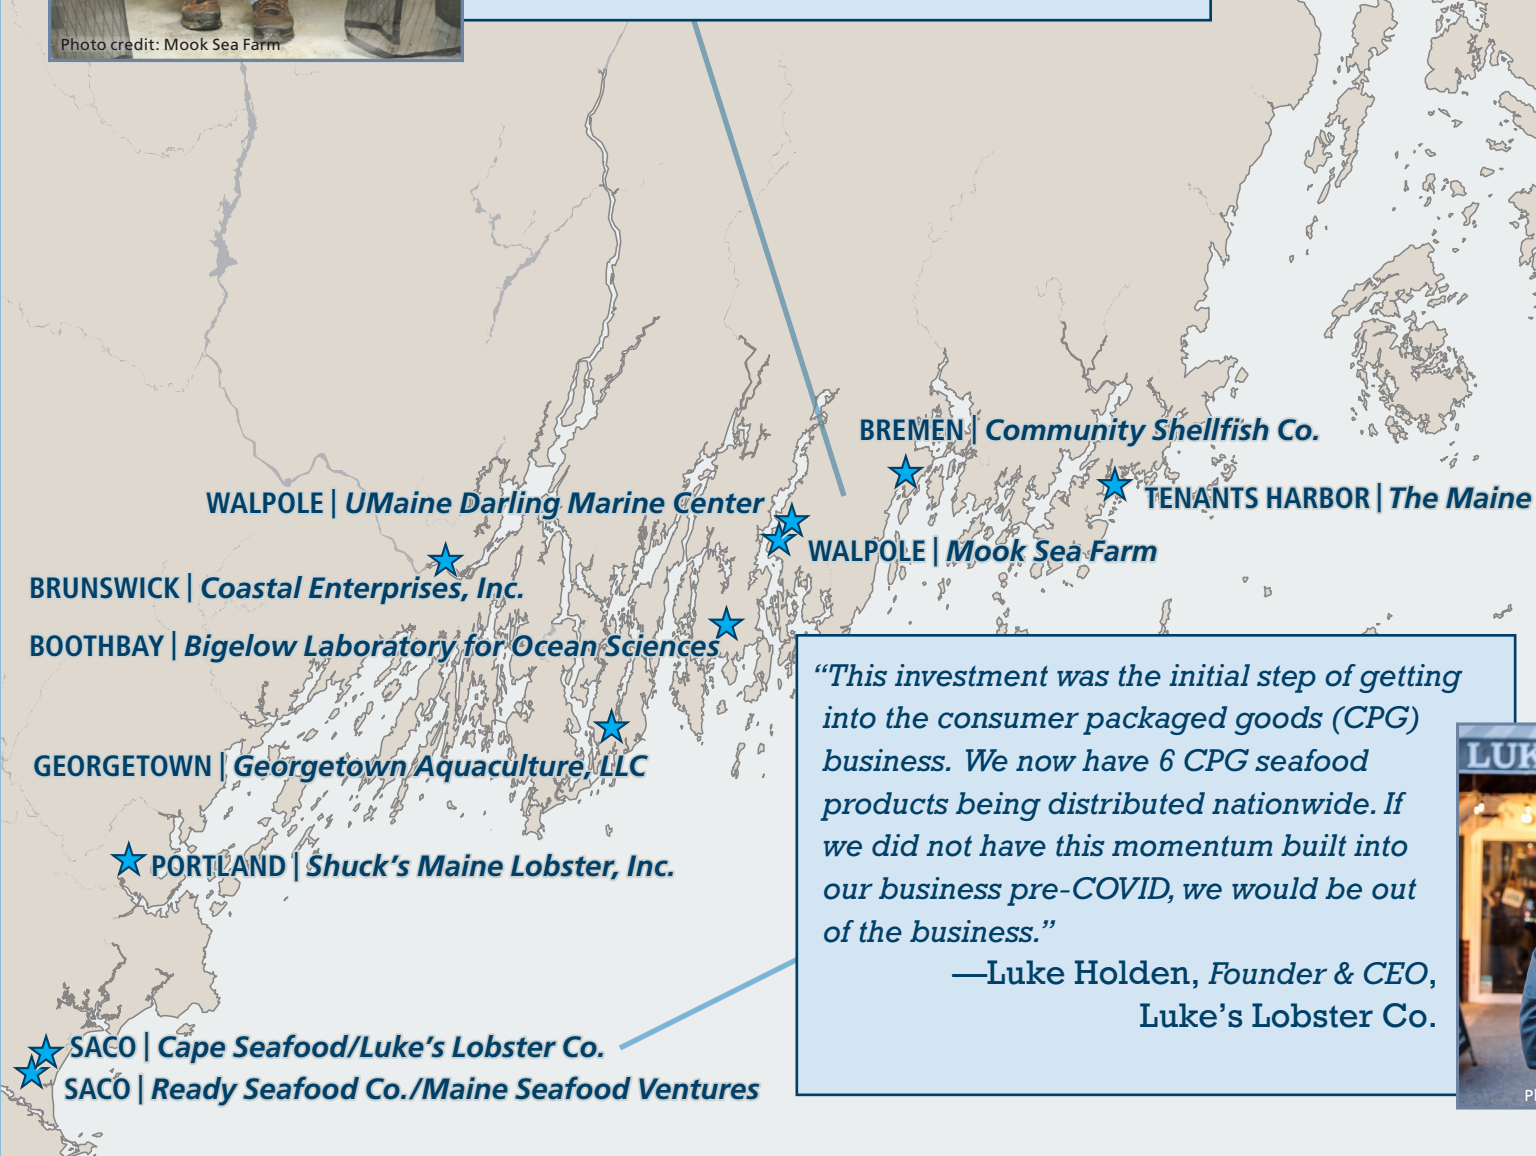 Photo credit: Mook Sea Farm
BREMEN | Community Shellfish Co.
WALPOLE | UMaine Darling Marine Center
TENANTS HARBOR | The Maine
WALPOLE | Mook Sea Farm
BRUNSWICK | Coastal Enterprises, Inc.
BOOTHBAY | Bigelow Laboratory for Ocean Sciences
“This investment was the initial step of getting
into the consumer packaged goods (CPG)
business. We now have 6 CPG seafood
products being distributed nationwide. If
we did not have this momentum built into
our business pre-COVID, we would be out
of the business.”
—Luke Holden, Founder & CEO,
Luke’s Lobster Co.
LUK
GEORGETOWN | Georgetown Aquaculture, LLC
PORTLAND | Shuck’s Maine Lobster, Inc.
SACO | Cape Seafood/Luke’s Lobster Co.
SACO | Ready Seafood Co./Maine Seafood Ventures